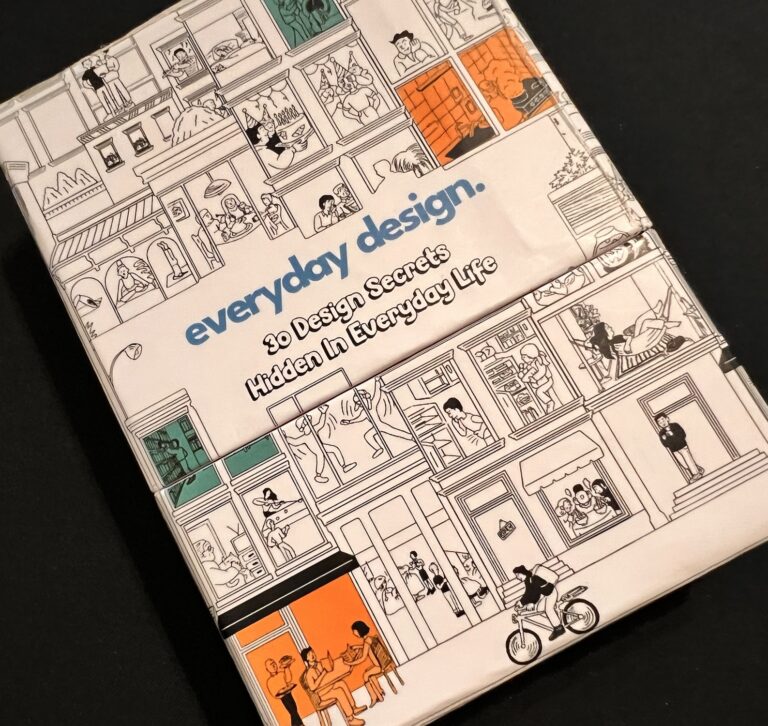 everyday design.
30 Design Secrets
Hidden In Everyday Life